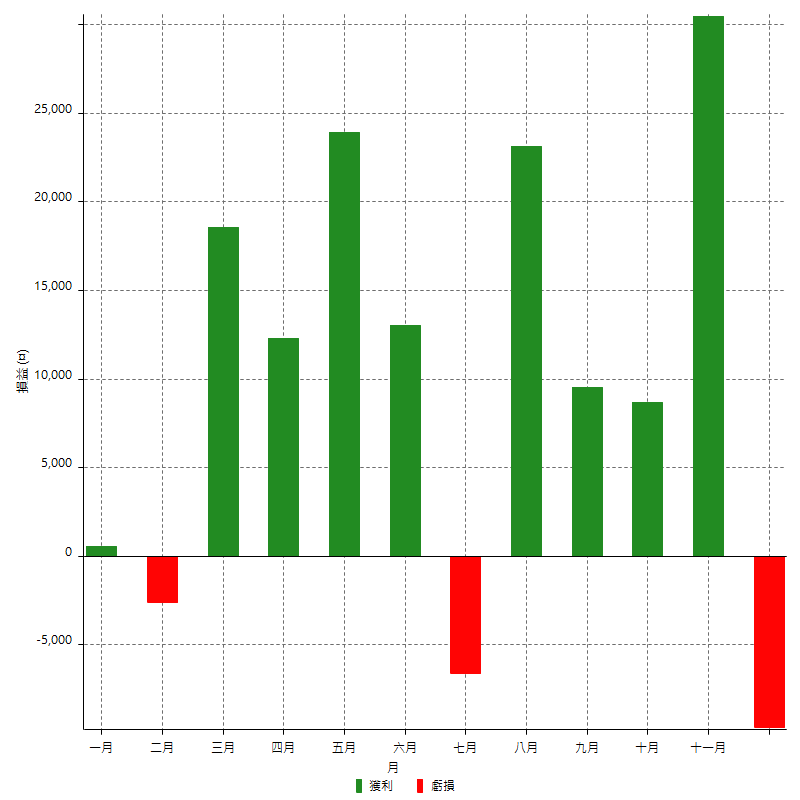 25,000
20,000
15,000
10,000
5,000
0
-5,000
損益 (¤)
一月 二月 三月 四月 五月 六月 七月 八月 九月 十月 十一月
月
獲利 虧損